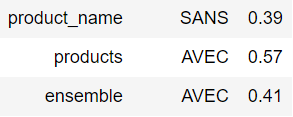 product_name SANS 0.39
products AVEC 0.57
ensemble AVEC 0.41